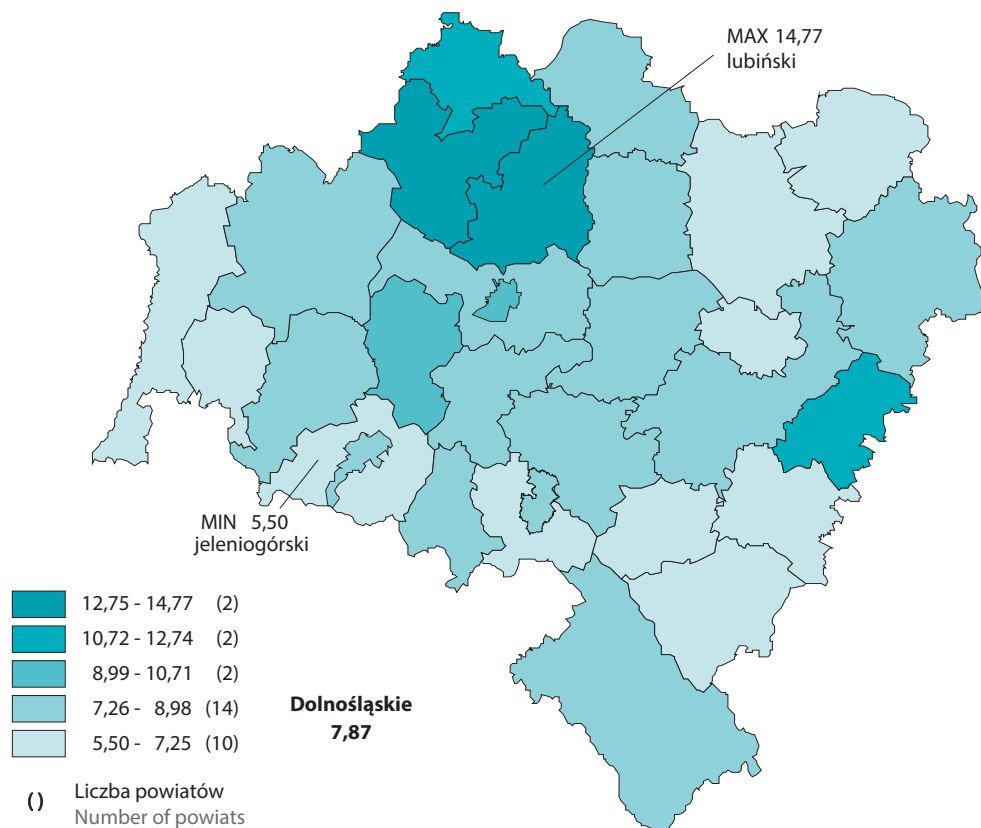 MAX 14,77
lubiński
MIN 5,50
jeleniogórski
12,75 - 14,77 (2)
10,72 - 12,74 (2)
8,99 - 10,71 (2)
7,26 - 8,98 (14)
5,50 - 7,25 (10)
Dolnośląskie
7,87
() Liczba powiatów
Number of powiats